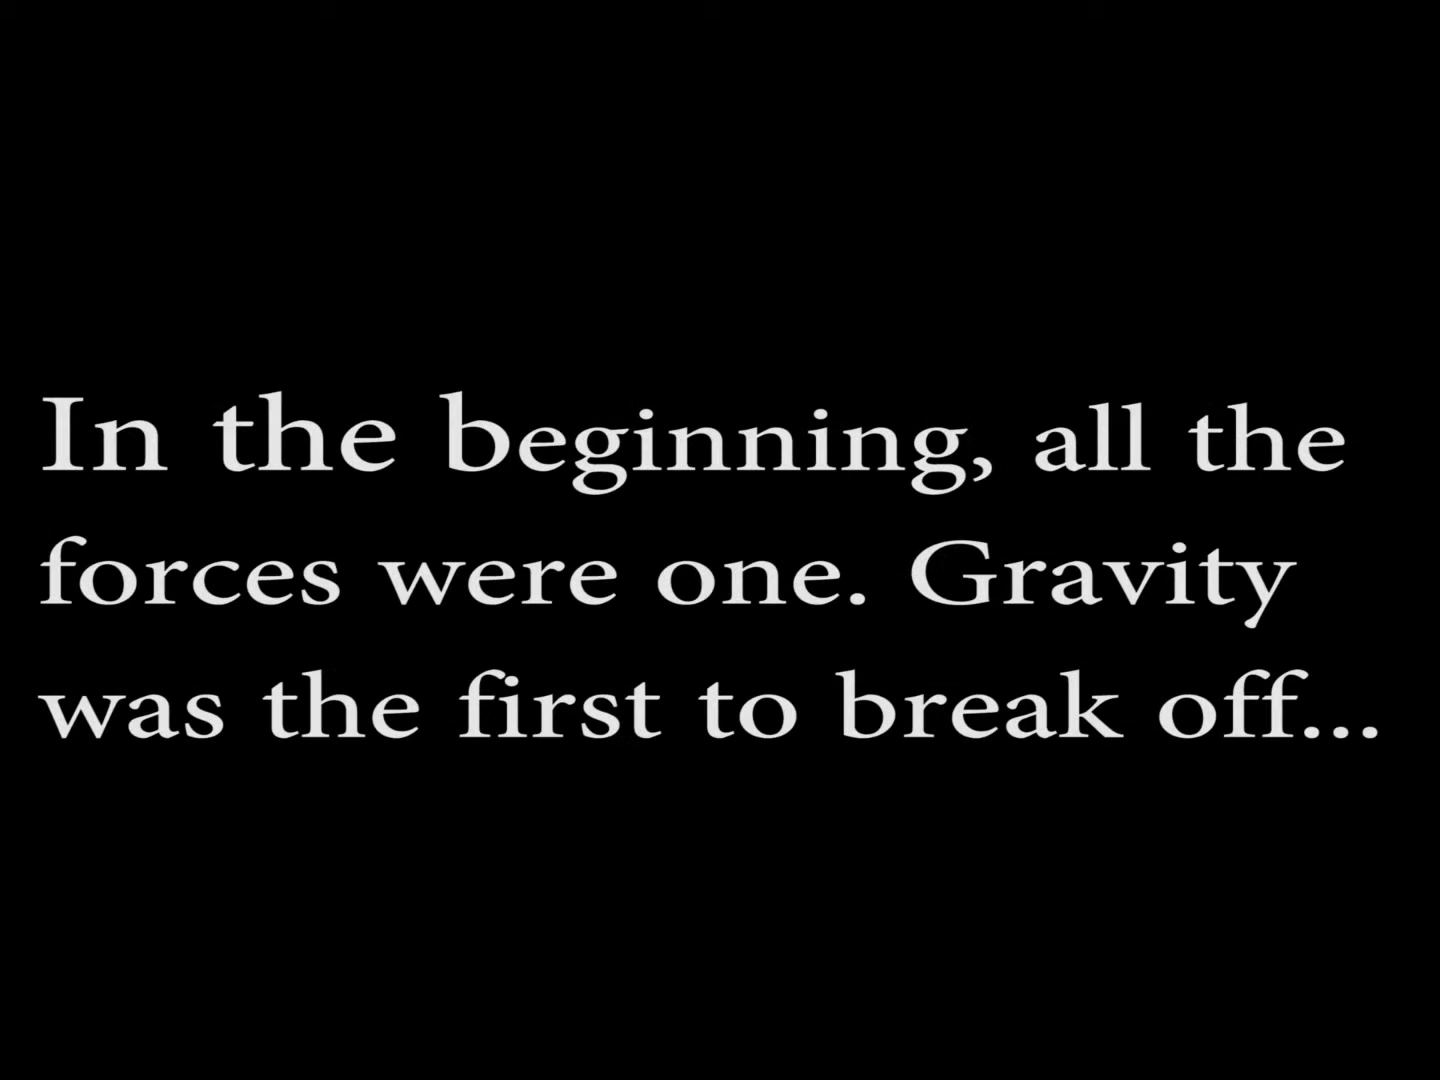 In the beginning, all the
forces were one. Gravity
was the first to break off...